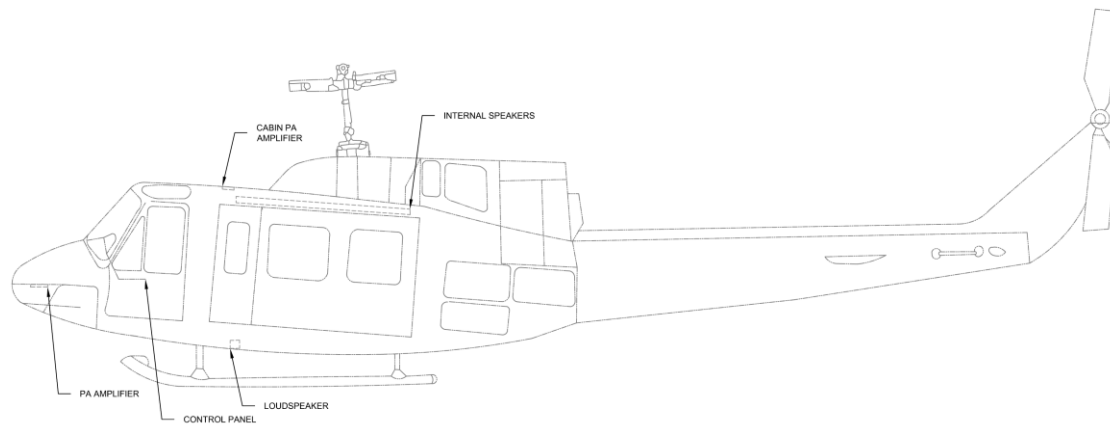 INTERNAL SPEAKERS
CABIN PA
AMPLIFIER
PA AMPLIFIER
LOUDSPEAKER
CONTROL PANEL